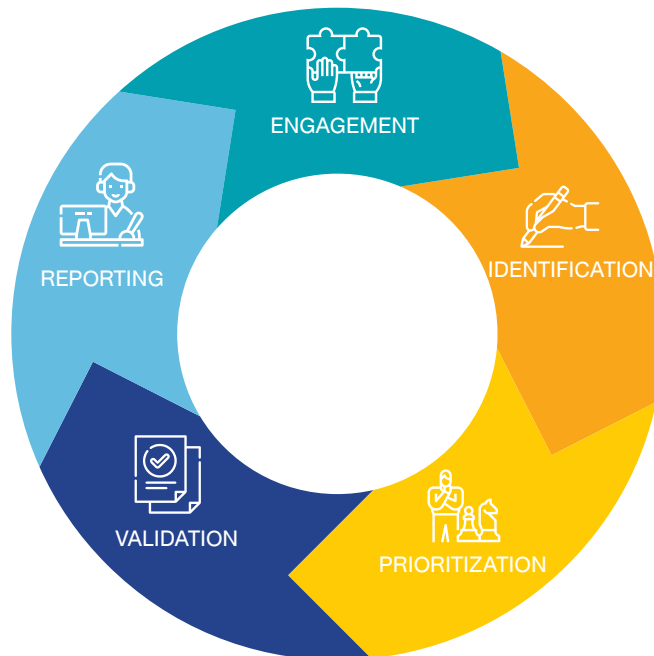 ENGAGEMENT
IDENTIFICATION
PRIORITIZATION
VALIDATION
REPORTING